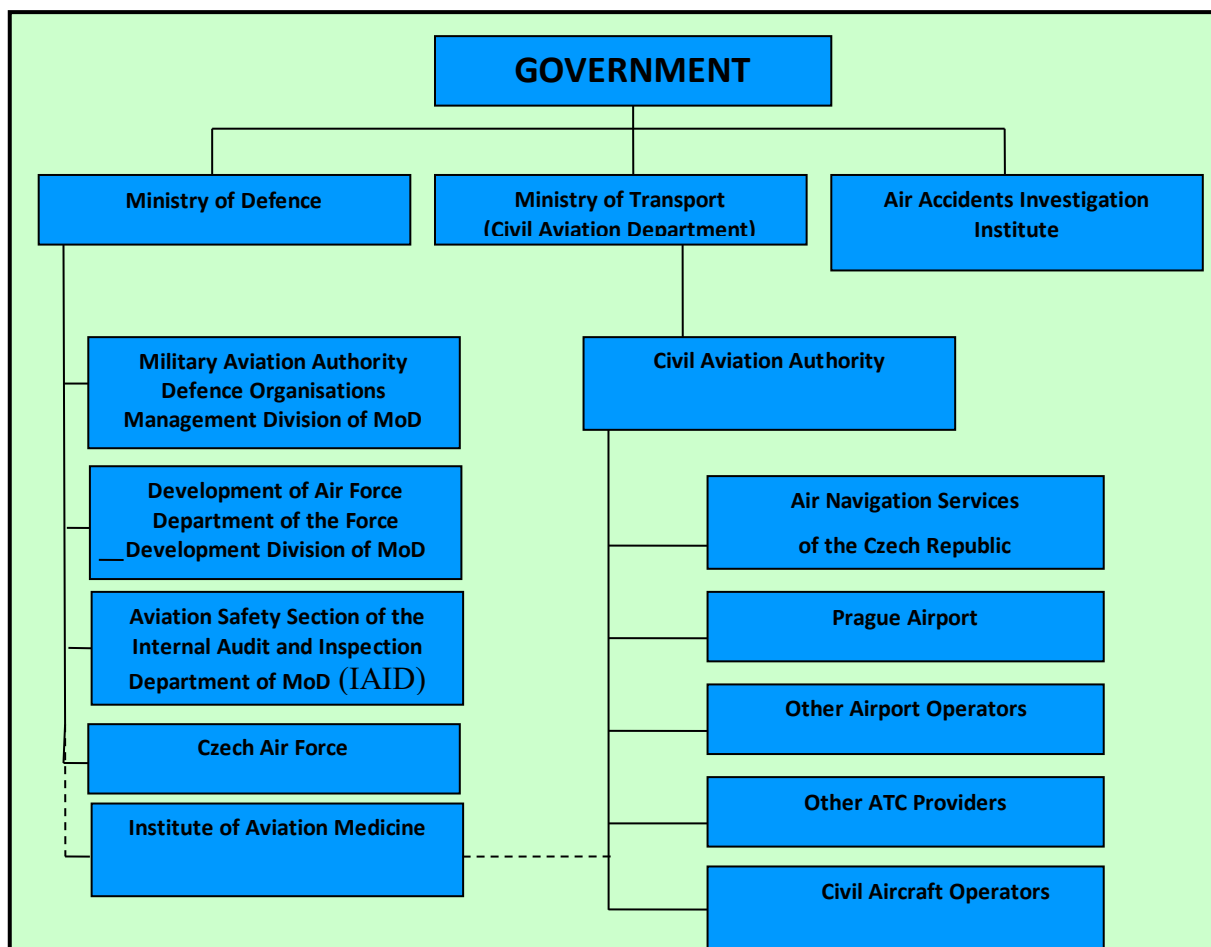 GOVERNMENT
Ministry of Defence
Ministry of Transport
(Civil Aviation Department)
Air Accidents Investigation
Institute
Military Aviation Authority
Defence Organisations
Management Division of MoD
Development of Air Force
Department of the Force
__Development Division of MoD
Aviation Safety Section of the
Internal Audit and Inspection
Department of MoD (IAID)
Czech Air Force
Institute of Aviation Medicine
Civil Aviation Authority
Air Navigation Services
of the Czech Republic
Prague Airport
Other Airport Operators
Other ATC Providers
Civil Aircraft Operators